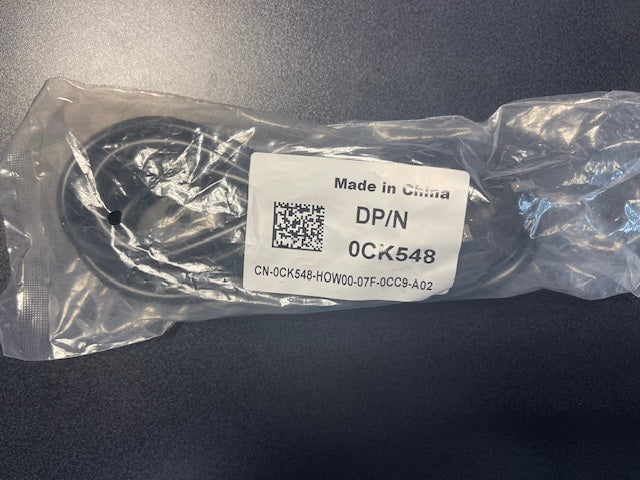 Made in China
DP/N
0CK548
CN-0CK548-HOW00-07F-0CC9-A02